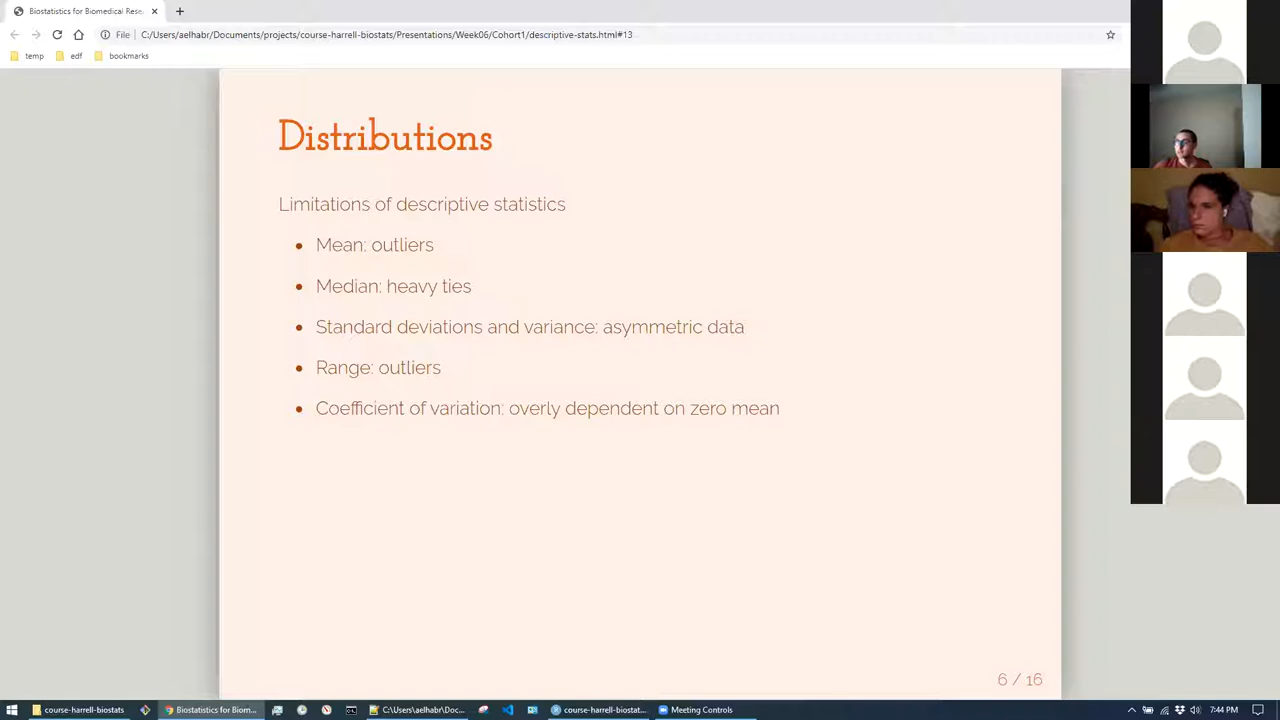 Biostatistics for Biomedical Rese
File
C:/Users/aelhabr/Documents/projects/course-harrell-biostats/Presentations/Week06/Cohort1/descriptive-stats.html#13
temp
edf
bookmarks
Distributions
Limitations of descriptive statistics
• Mean: outliers
• Median: heavy ties
• Standard deviations and variance: asymmetric data
• Range: outliers
• Coefficient of variation: overly dependent on zero mean
6 / 16
course-harrell-biostats
Biostatistics for Biom...
C:\Users\aelhabr\Doc...
course-harrell-biostat...
Meeting Controls
7:44 PM